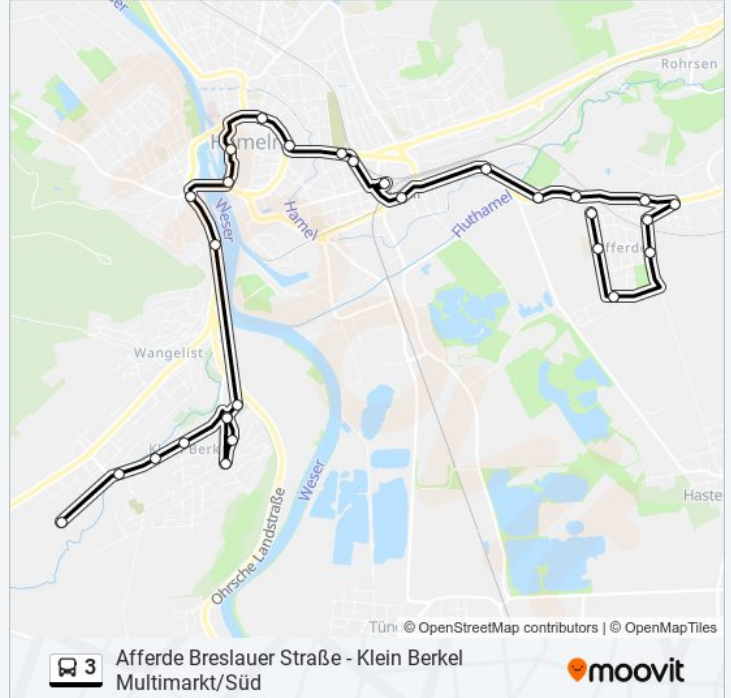 Rohrsen
Hameln
Weser
Hamel
Fluthamel
Afferde
Wangelist
Klein Berkel
Weser
Haste
Ohrsche Landstraße
Tün
© OpenStreetMap contributors | © OpenMapTiles
3
Afferde Breslauer Straße - Klein Berkel
Multimarkt/Süd
moovit